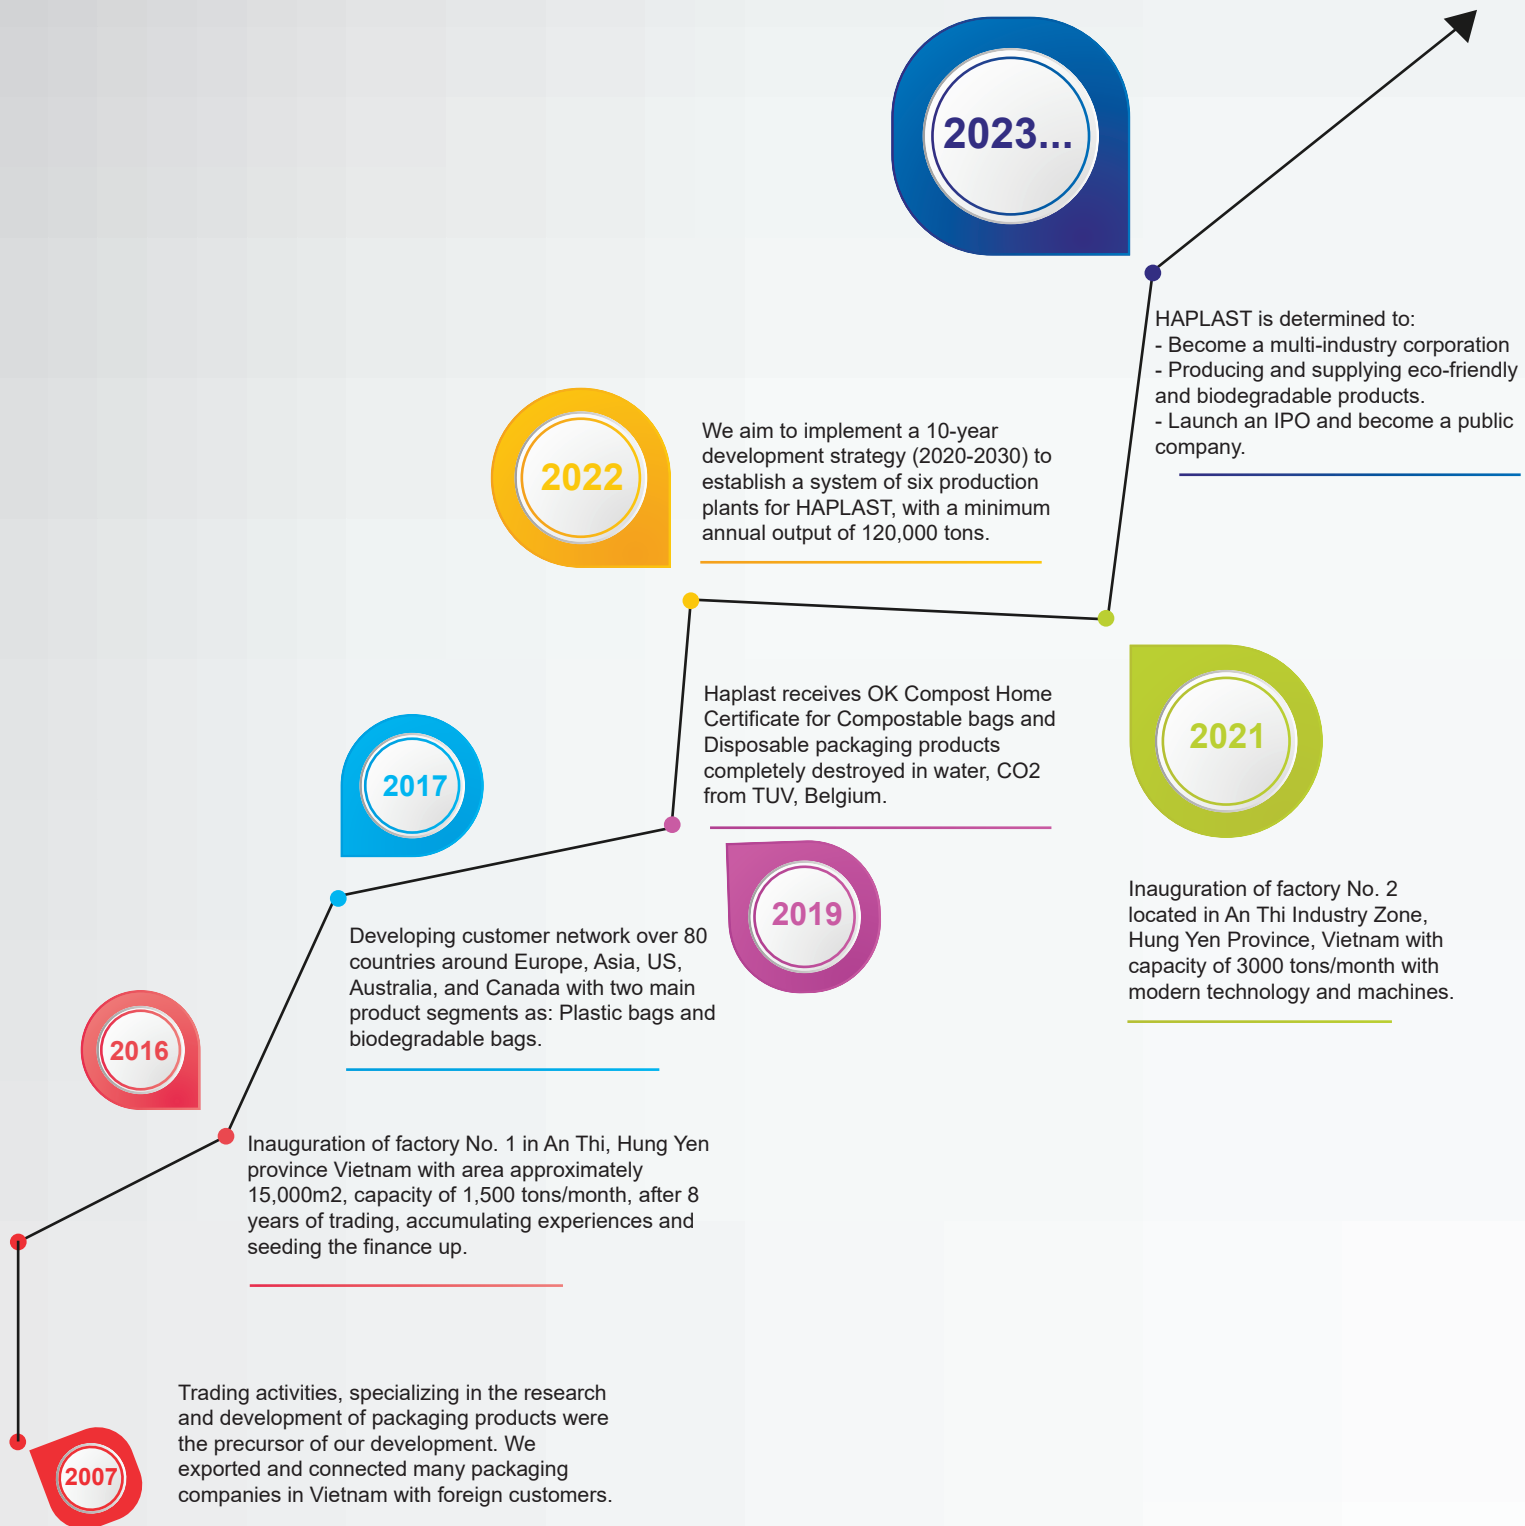 2023...
HAPLAST is determined to:
- Become a multi-industry corporation
- Producing and supplying eco-friendly
and biodegradable products.
- Launch an IPO and become a public
company.
2022
We aim to implement a 10-year
development strategy (2020-2030) to
establish a system of six production
plants for HAPLAST, with a minimum
annual output of 120,000 tons.
2021
Inauguration of factory No. 2
located in An Thi Industry Zone,
Hung Yen Province, Vietnam with
capacity of 3000 tons/month with
modern technology and machines.
Haplast receives OK Compost Home
Certificate for Compostable bags and
Disposable packaging products
completely destroyed in water, CO2
from TUV, Belgium.
2019
2017
Developing customer network over 80
countries around Europe, Asia, US,
Australia, and Canada with two main
product segments as: Plastic bags and
biodegradable bags.
2016
Inauguration of factory No. 1 in An Thi, Hung Yen
province Vietnam with area approximately
15,000m2, capacity of 1,500 tons/month, after 8
years of trading, accumulating experiences and
seeding the finance up.
2007
Trading activities, specializing in the research
and development of packaging products were
the precursor of our development. We
exported and connected many packaging
companies in Vietnam with foreign customers.